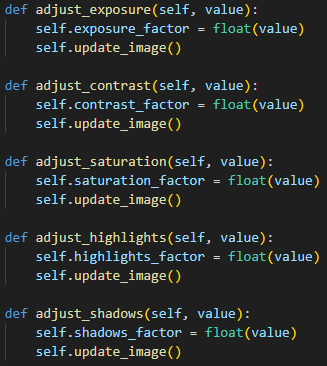 def adjust_exposure(self, value):
    self.exposure_factor = float(value)
    self.update_image()

def adjust_contrast(self, value):
    self.contrast_factor = float(value)
    self.update_image()

def adjust_saturation(self, value):
    self.saturation_factor = float(value)
    self.update_image()

def adjust_highlights(self, value):
    self.highlights_factor = float(value)
    self.update_image()

def adjust_shadows(self, value):
    self.shadows_factor = float(value)
    self.update_image()